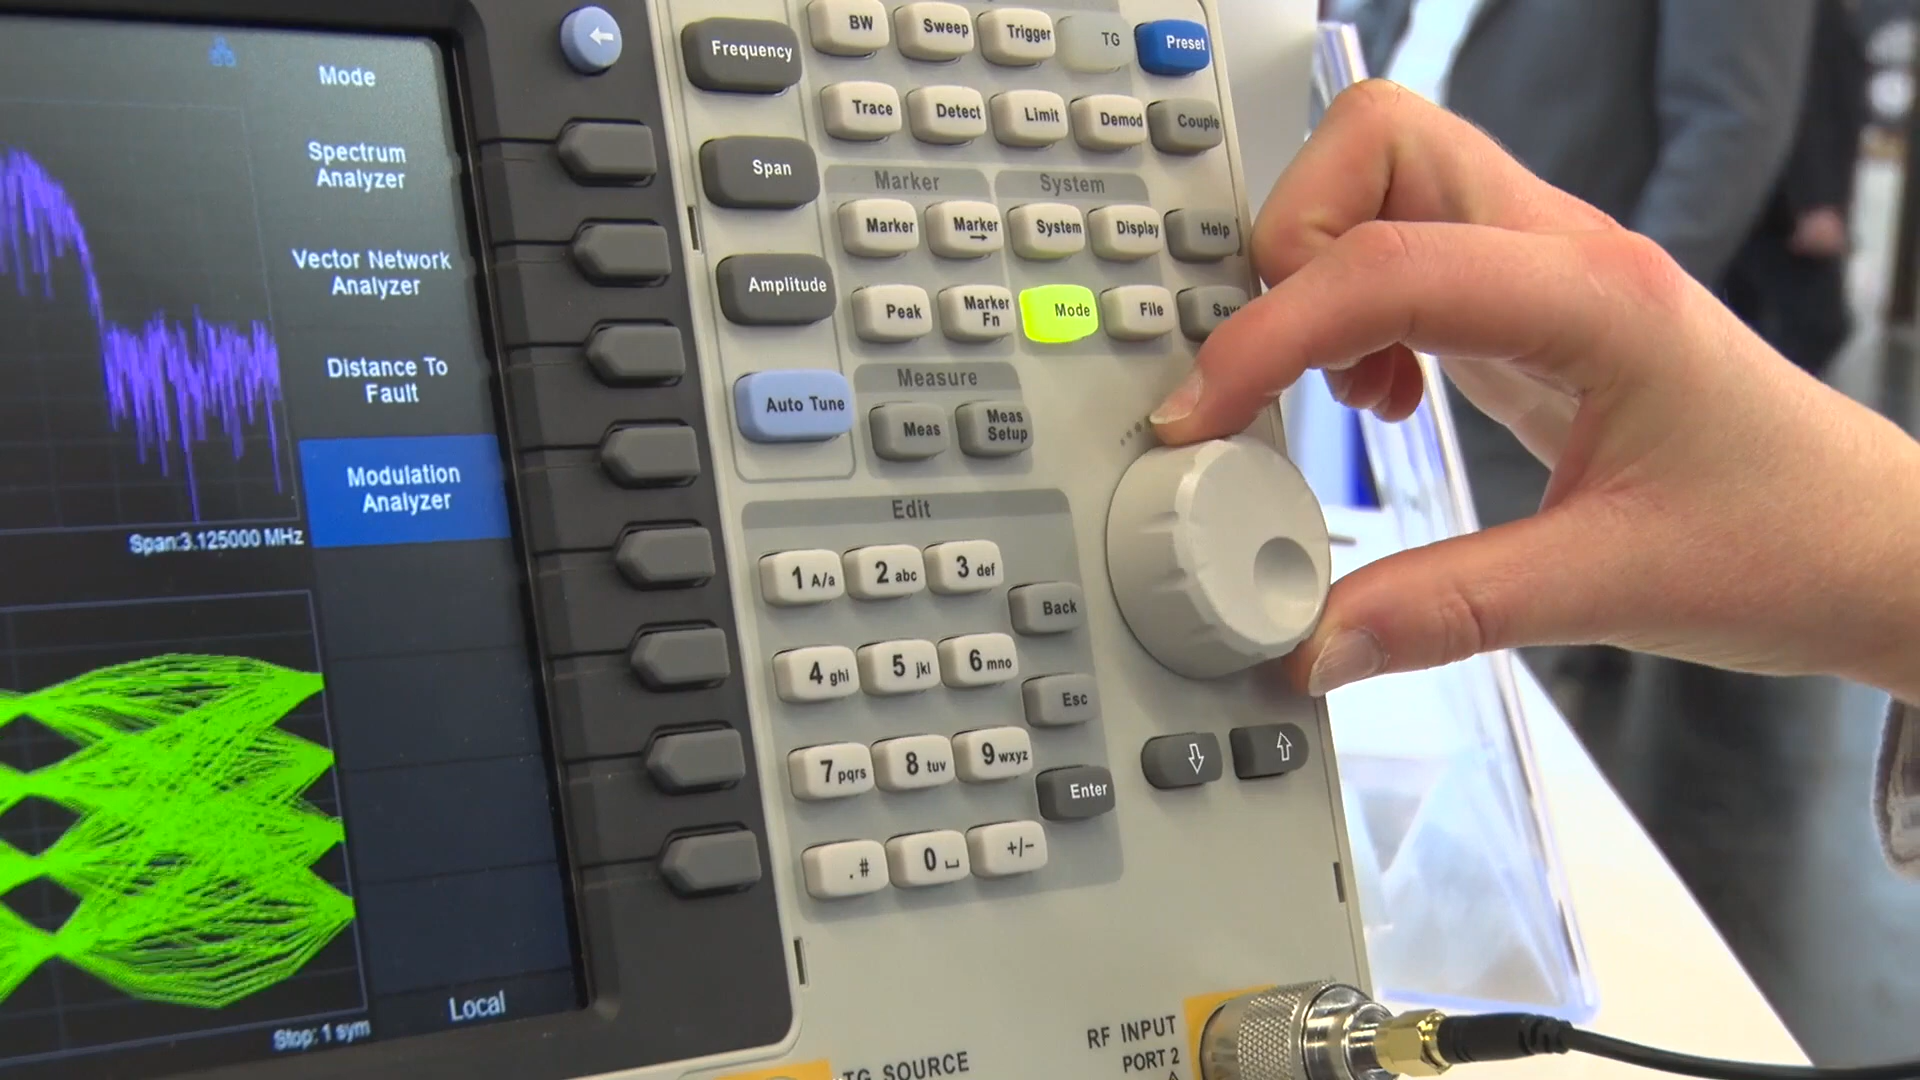 Mode
Spectrum
Analyzer
Vector Network
Analyzer
Distance To
Fault
Modulation
Analyzer
Span:3.125000 MHz
Local
Stop: 1 sym
Frequency
Span
Amplitude
Auto Tune
BW
Sweep
Trigger
TG
Preset
Trace
Detect
Limit
Demod
Couple
Marker
System
Marker
Marker
→
System
Display
Help
Peak
Marker
Fn
Mode
File
Measure
Meas
Meas
Setup
Edit
1 A/a
2 abc
3 def
Back
4 ghi
5 jkl
6 mno
Esc
7 pqrs
8 tuv
9 wxyz
Enter
. #
0 ⌴
+/−
TG SOURCE
RF INPUT
PORT 2